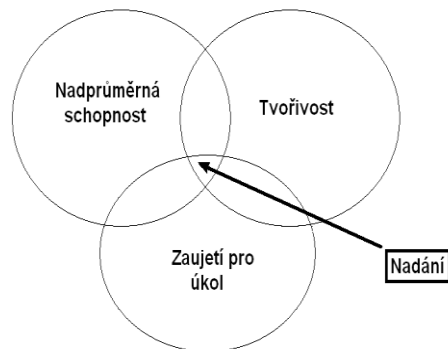 Nadprůměrná
schopnost
Tvořivost
Zaujetí pro
úkol
Nadání